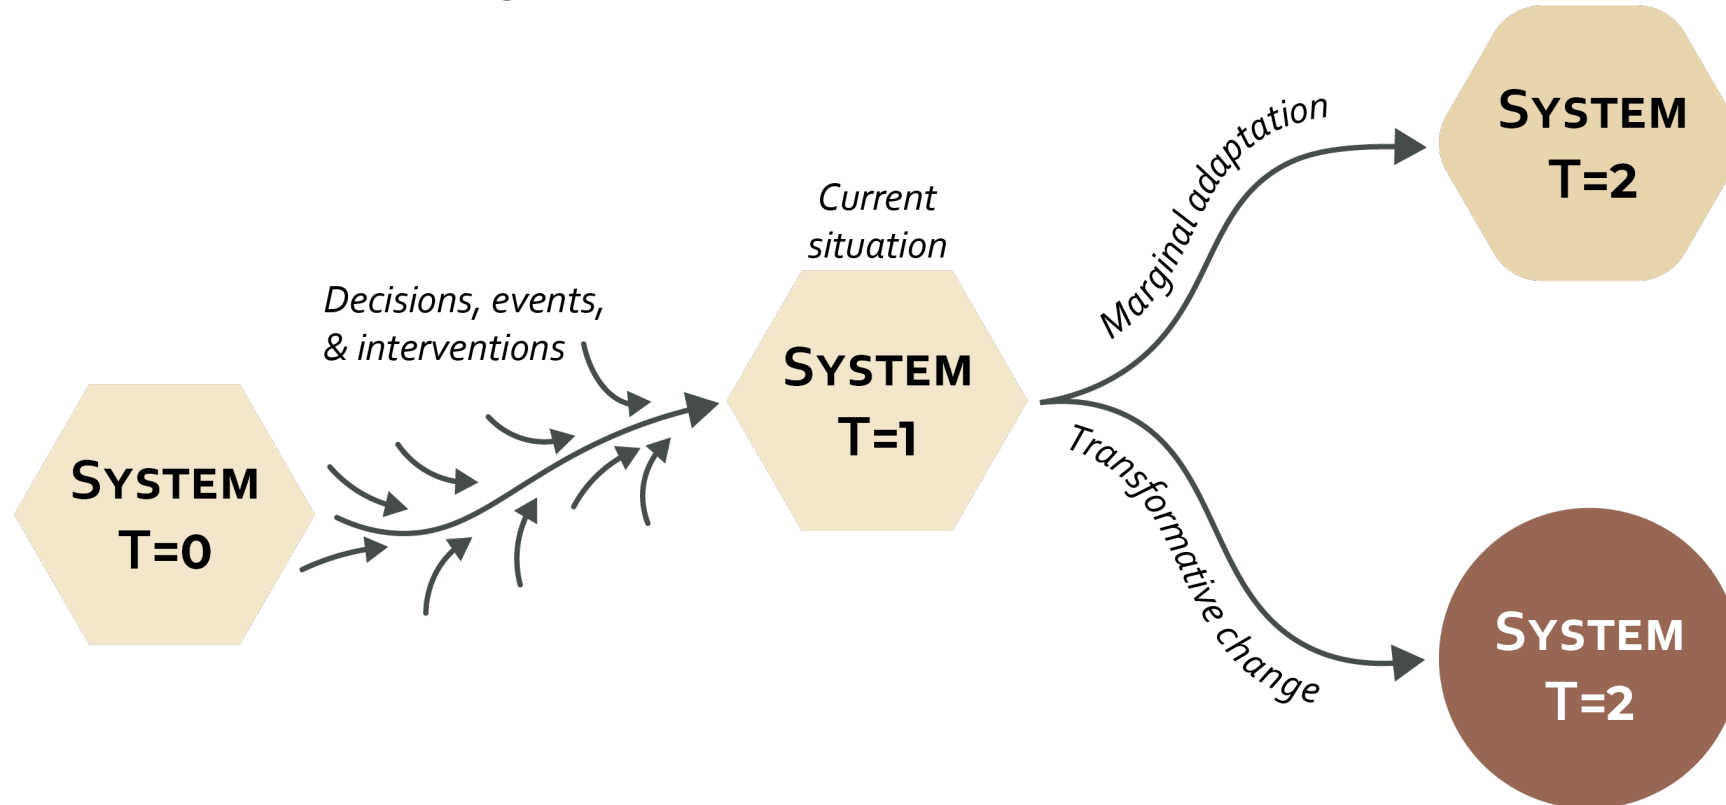 SYSTEM
T=0
Decisions, events,
& interventions
Current
situation
SYSTEM
T=1
Marginal adaptation
SYSTEM
T=2
Transformative change
SYSTEM
T=2